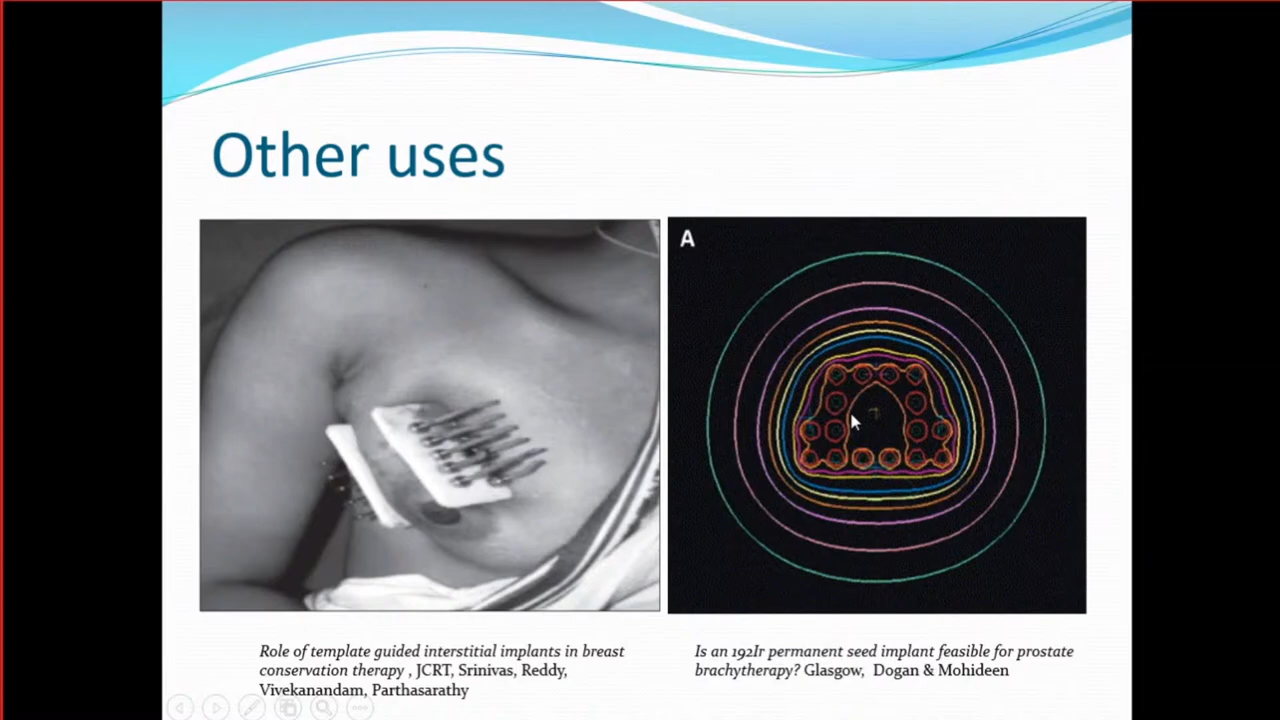 Other uses
A
Role of template guided interstitial implants in breast
conservation therapy , JCRT, Srinivas, Reddy,
Vivekanandam, Parthasarathy
Is an 192Ir permanent seed implant feasible for prostate
brachytherapy? Glasgow, Dogan & Mohideen